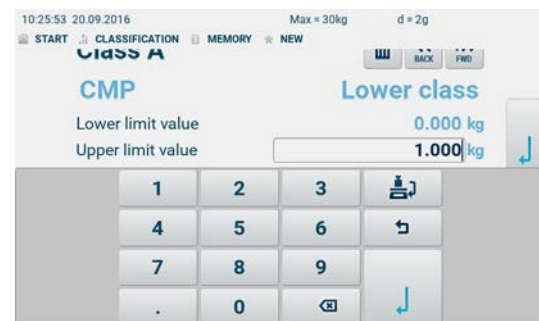 10:25:53 20.09.2016 Max = 30kg d = 2g
START CLASSIFICATION MEMORY NEW
Class A BACK FWD
CMP Lower class
Lower limit value 0.000 kg
Upper limit value 1.000 kg
1 2 3
4 5 6
7 8 9
. 0